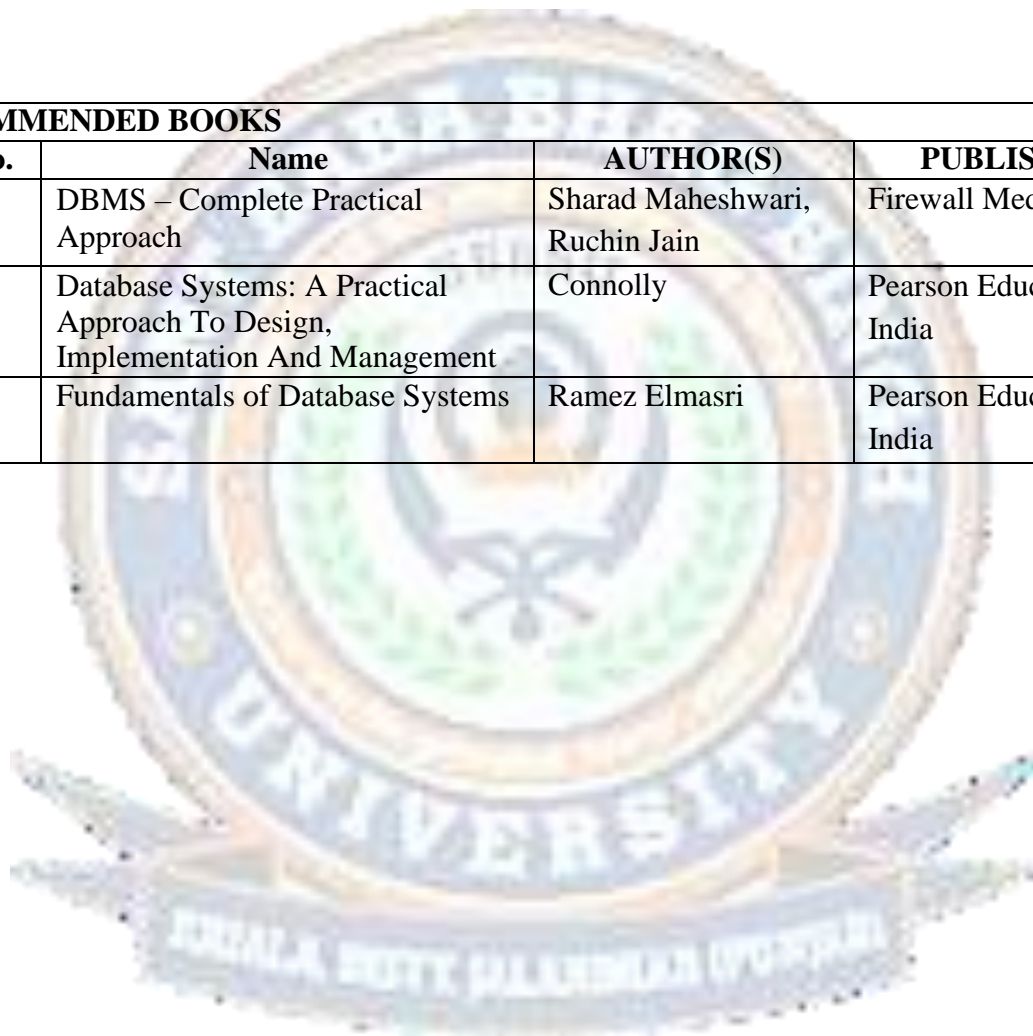 MMENDED BOOKS
o. Name AUTHOR(S) PUBLIS
DBMS – Complete Practical Approach Sharad Maheshwari, Ruchin Jain Firewall Med
Database Systems: A Practical Approach To Design, Implementation And Management Connolly Pearson Educ India
Fundamentals of Database Systems Ramez Elmasri Pearson Educ India
UNIVERSITY